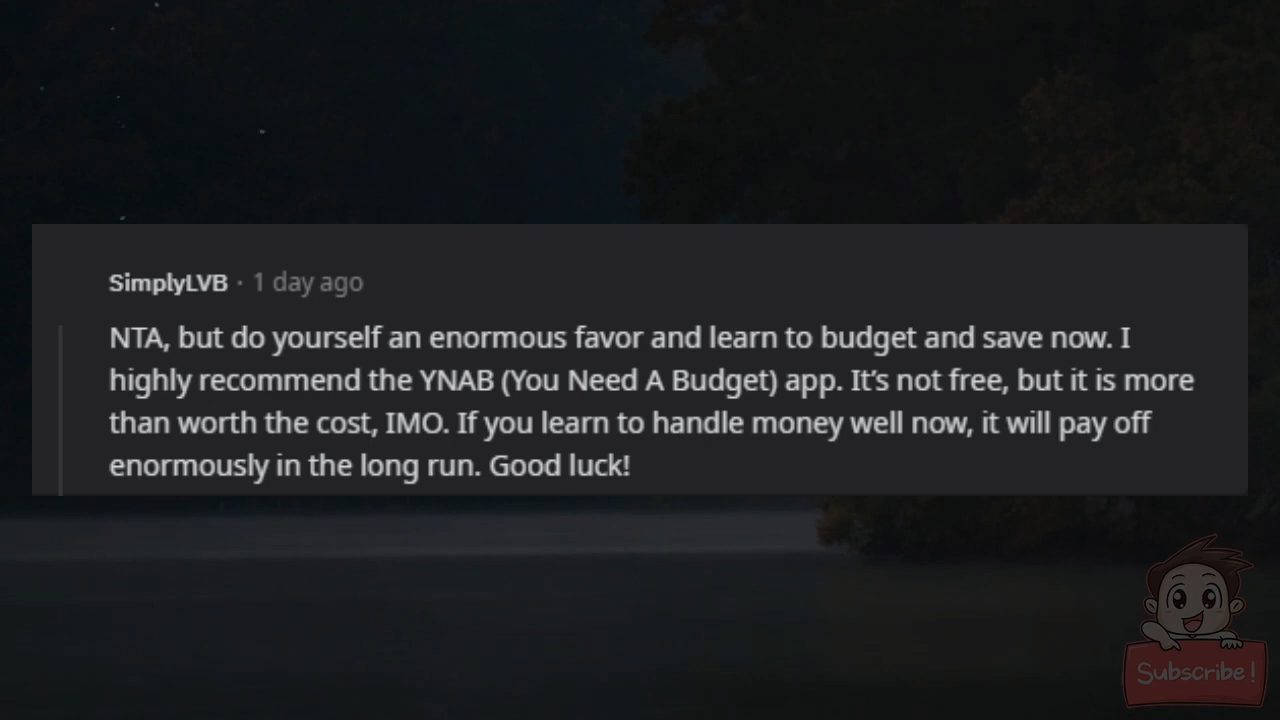 SimplyLVB · 1 day ago
NTA, but do yourself an enormous favor and learn to budget and save now. I
highly recommend the YNAB (You Need A Budget) app. It’s not free, but it is more
than worth the cost, IMO. If you learn to handle money well now, it will pay off
enormously in the long run. Good luck!
Subscribe!